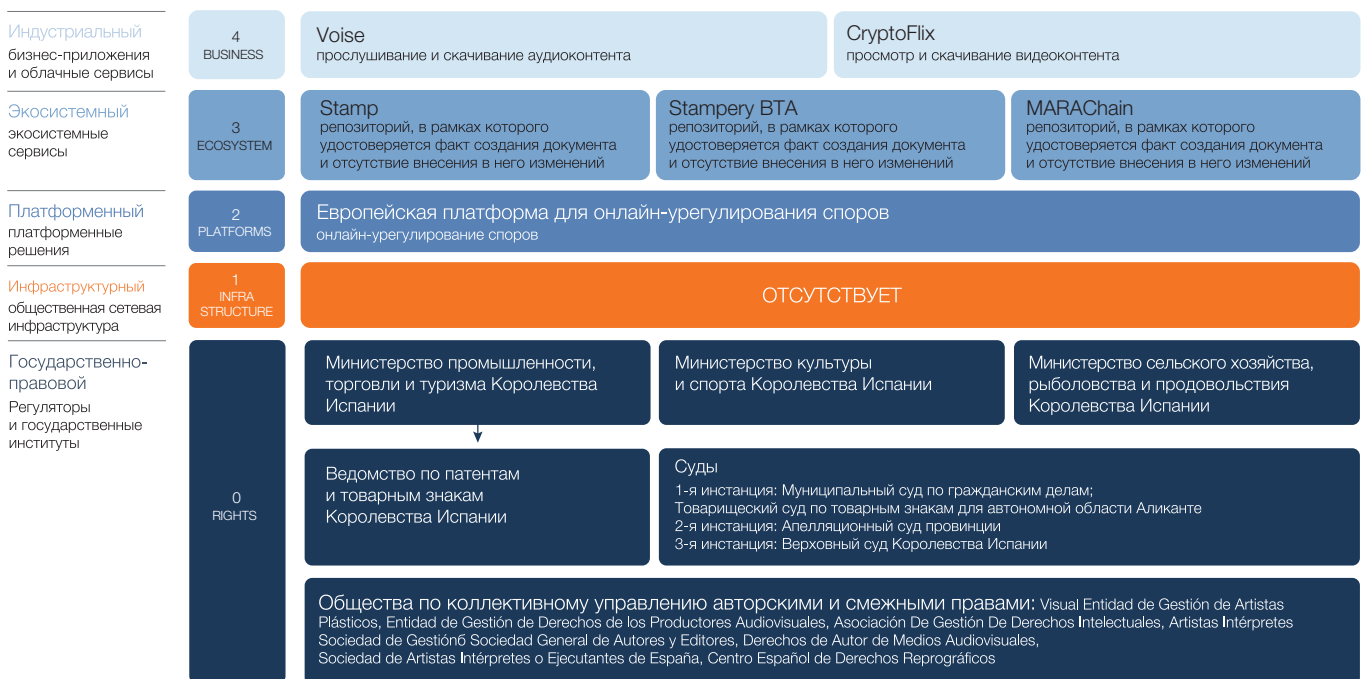 Индустриальный
бизнес-приложения
и облачные сервисы
4
BUSINESS
Voise
прослушивание и скачивание аудиоконтента
CryptoFlix
просмотр и скачивание видеоконтента
Экосистемный
экосистемные
сервисы
3
ECOSYSTEM
Stamp
репозиторий, в рамках которого
удостоверяется факт создания документа
и отсутствие внесения в него изменений
Stampery BTA
репозиторий, в рамках которого
удостоверяется факт создания документа
и отсутствие внесения в него изменений
MARAChain
репозиторий, в рамках которого
удостоверяется факт создания документа
и отсутствие внесения в него изменений
Платформенный
платформенные
решения
2
PLATFORMS
Европейская платформа для онлайн-урегулирования споров
онлайн-урегулирование споров
Инфраструктурный
общественная сетевая
инфраструктура
1
INFRA
STRUCTURE
ОТСУТСТВУЕТ
Государственно-
правовой
Регуляторы
и государственные
институты
0
RIGHTS
Министерство промышленности,
торговли и туризма Королевства
Испании
Министерство культуры
и спорта Королевства Испании
Министерство сельского хозяйства,
рыболовства и продовольствия
Королевства Испании
Ведомство по патентам
и товарным знакам
Королевства Испании
Суды
1-я инстанция: Муниципальный суд по гражданским делам;
Товарищеский суд по товарным знакам для автономной области Аликанте
2-я инстанция: Апелляционный суд провинции
3-я инстанция: Верховный суд Королевства Испании
Общества по коллективному управлению авторскими и смежными правами: Visual Entidad de Gestión de Artistas
Plásticos, Entidad de Gestión de Derechos de los Productores Audiovisuales, Asociación De Gestión De Derechos Intelectuales, Artistas Intérpretes
Sociedad de Gestiónб Sociedad General de Autores y Editores, Derechos de Autor de Medios Audiovisuales,
Sociedad de Artistas Intérpretes o Ejecutantes de España, Centro Español de Derechos Reprográficos